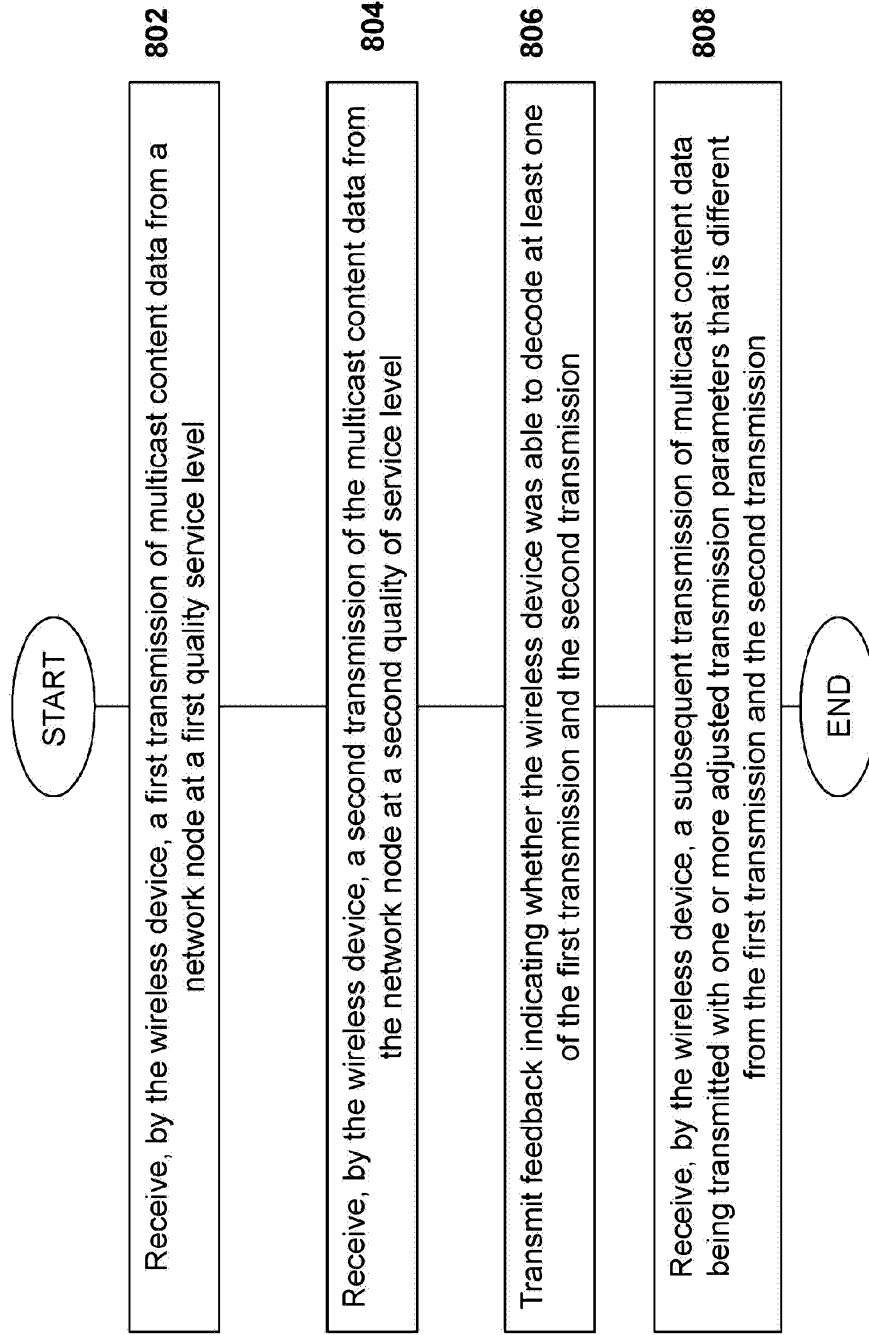 START
Receive, by the wireless device, a first transmission of multicast content data from a
network node at a first quality service level
802
Receive, by the wireless device, a second transmission of the multicast content data from
the network node at a second quality of service level
804
Transmit feedback indicating whether the wireless device was able to decode at least one
of the first transmission and the second transmission
806
Receive, by the wireless device, a subsequent transmission of multicast content data
being transmitted with one or more adjusted transmission parameters that is different
from the first transmission and the second transmission
808
END